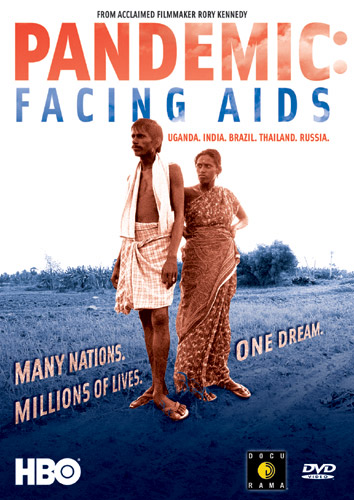 FROM ACCLAIMED FILMMAKER RORY KENNEDY
PANDEMIC:
FACING AIDS
UGANDA. INDIA. BRAZIL. THAILAND. RUSSIA.
MANY NATIONS.
MILLIONS OF LIVES.
ONE DREAM.
HBO
DOCU
RAMA
DVD
VIDEO